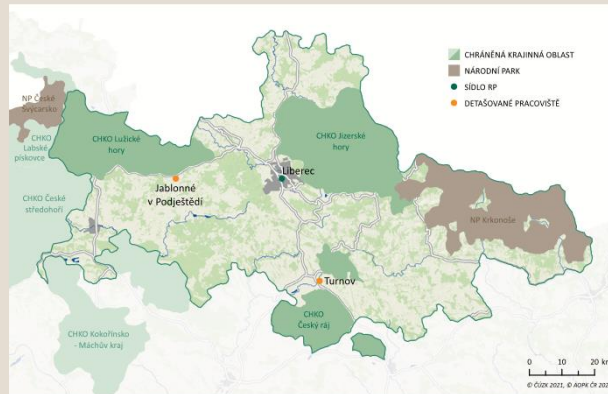 CHRÁNĚNÁ KRAJINNÁ OBLAST
NÁRODNÍ PARK
SÍDLO RP
DETAŠOVANÉ PRACOVIŠTĚ
NP České
Švýcarsko
CHKO
Labské
pískovce
CHKO Lužické
hory
CHKO Jizerské
hory
CHKO České
středohoří
Jablonné
v Podještědí
Liberec
NP Krkonoše
Turnov
CHKO
Český ráj
CHKO Kokořínsko
- Máchův kraj
0 10 20 km
© ČÚZK 2021, © AOPK ČR